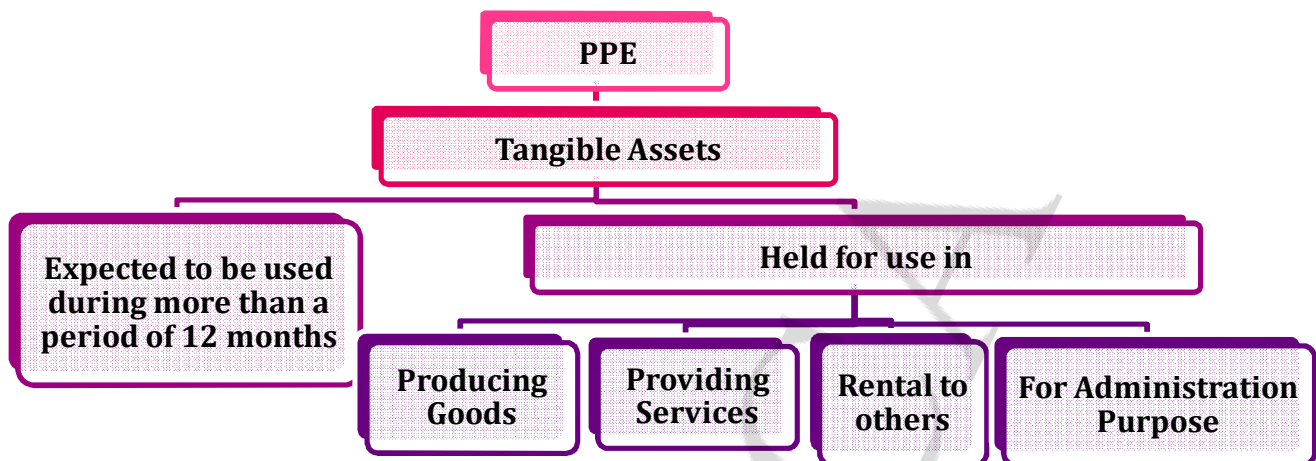 PPE
Tangible Assets
Expected to be used
during more than a
period of 12 months
Held for use in
Producing
Goods
Providing
Services
Rental to
others
For Administration
Purpose